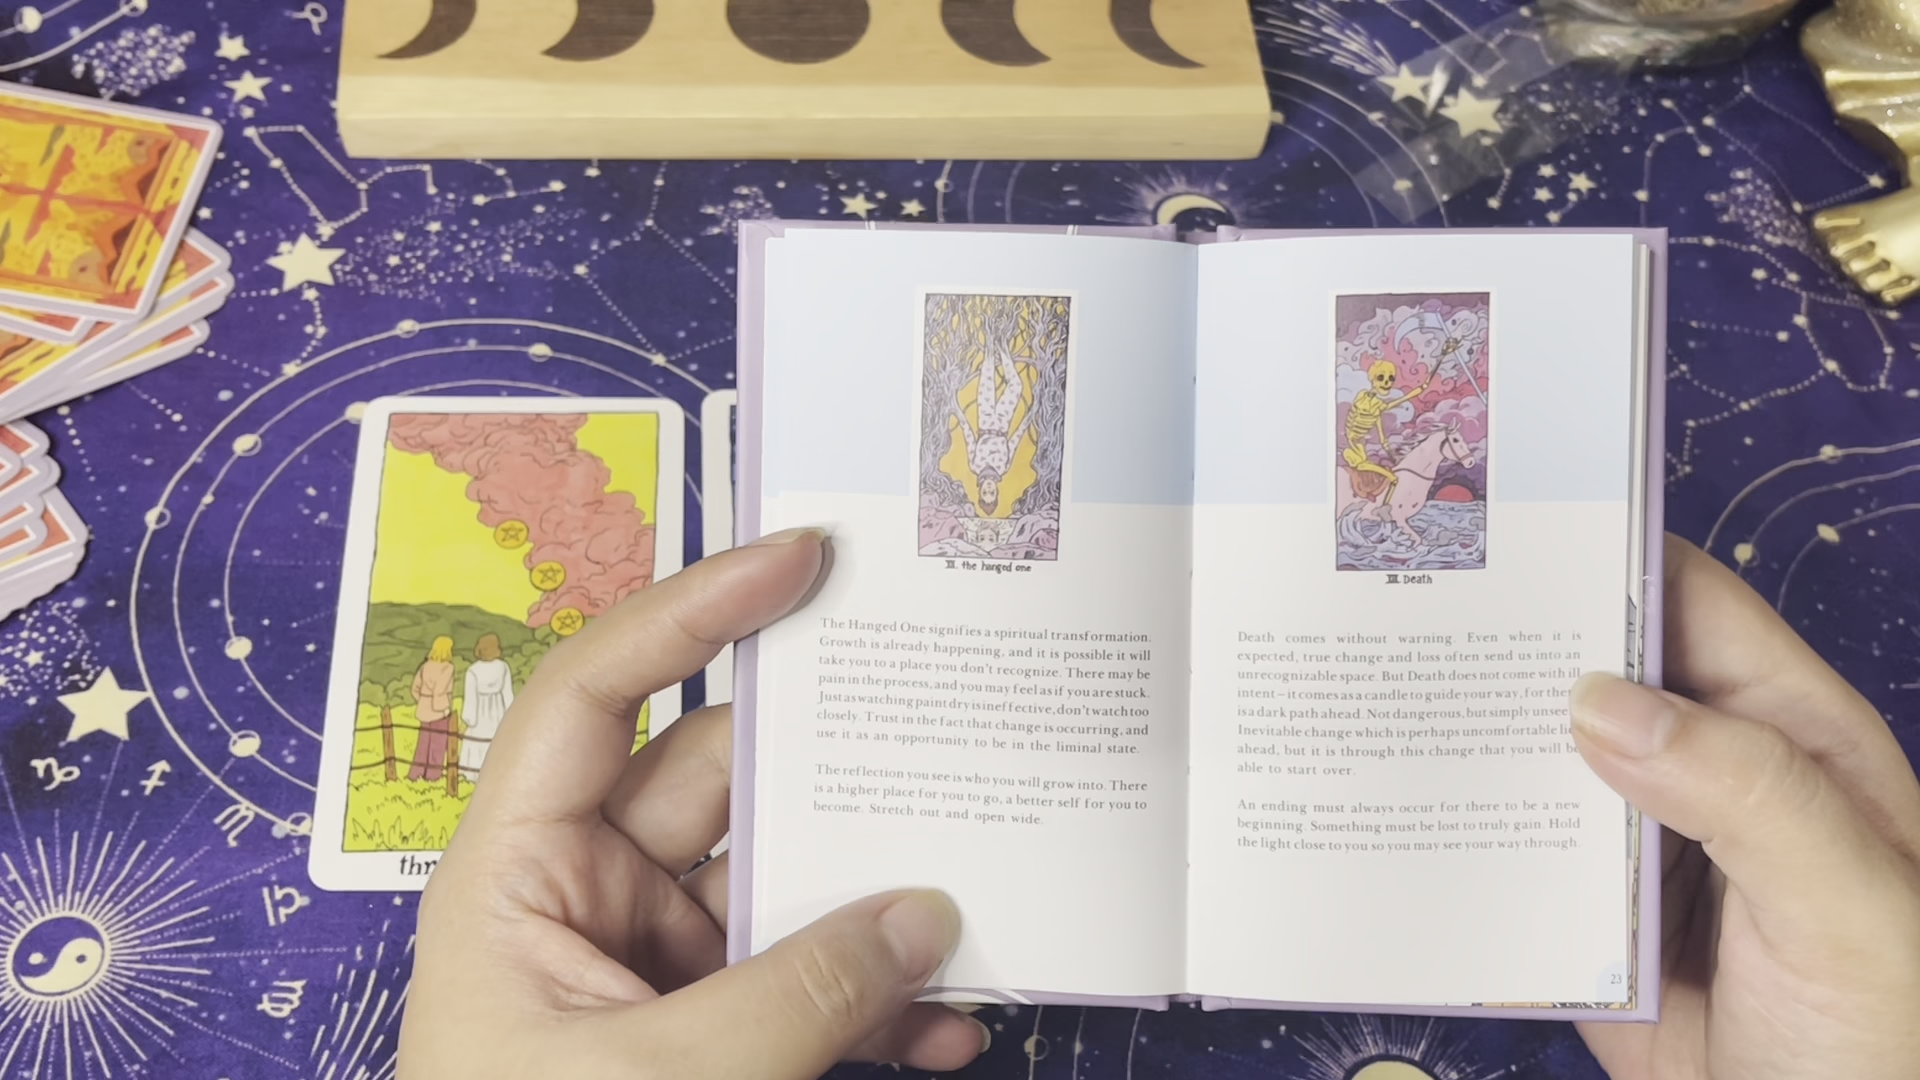 XII. the hanged one
The Hanged One signifies a spiritual transformation.
Growth is already happening, and it is possible it will
take you to a place you don't recognize. There may be
pain in the process, and you may feel as if you are stuck.
Just as watching paint dry is ineffective, don't watch too
closely. Trust in the fact that change is occurring, and
use it as an opportunity to be in the liminal state.
The reflection you see is who you will grow into. There
is a higher place for you to go, a better self for you to
become. Stretch out and open wide.
XIII. Death
Death comes without warning. Even when it is
expected, true change and loss often send us into an
unrecognizable space. But Death does not come with ill
intent – it comes as a candle to guide your way, for
is a dark path ahead. Not dangerous, but simply
Inevitable change which is perhaps uncomfortable
ahead, but it is through this change that you will be
able to start over.
An ending must always occur for there to be a new
beginning. Something must be lost to truly gain. Hold
the light close to you so you may see your way through.
23